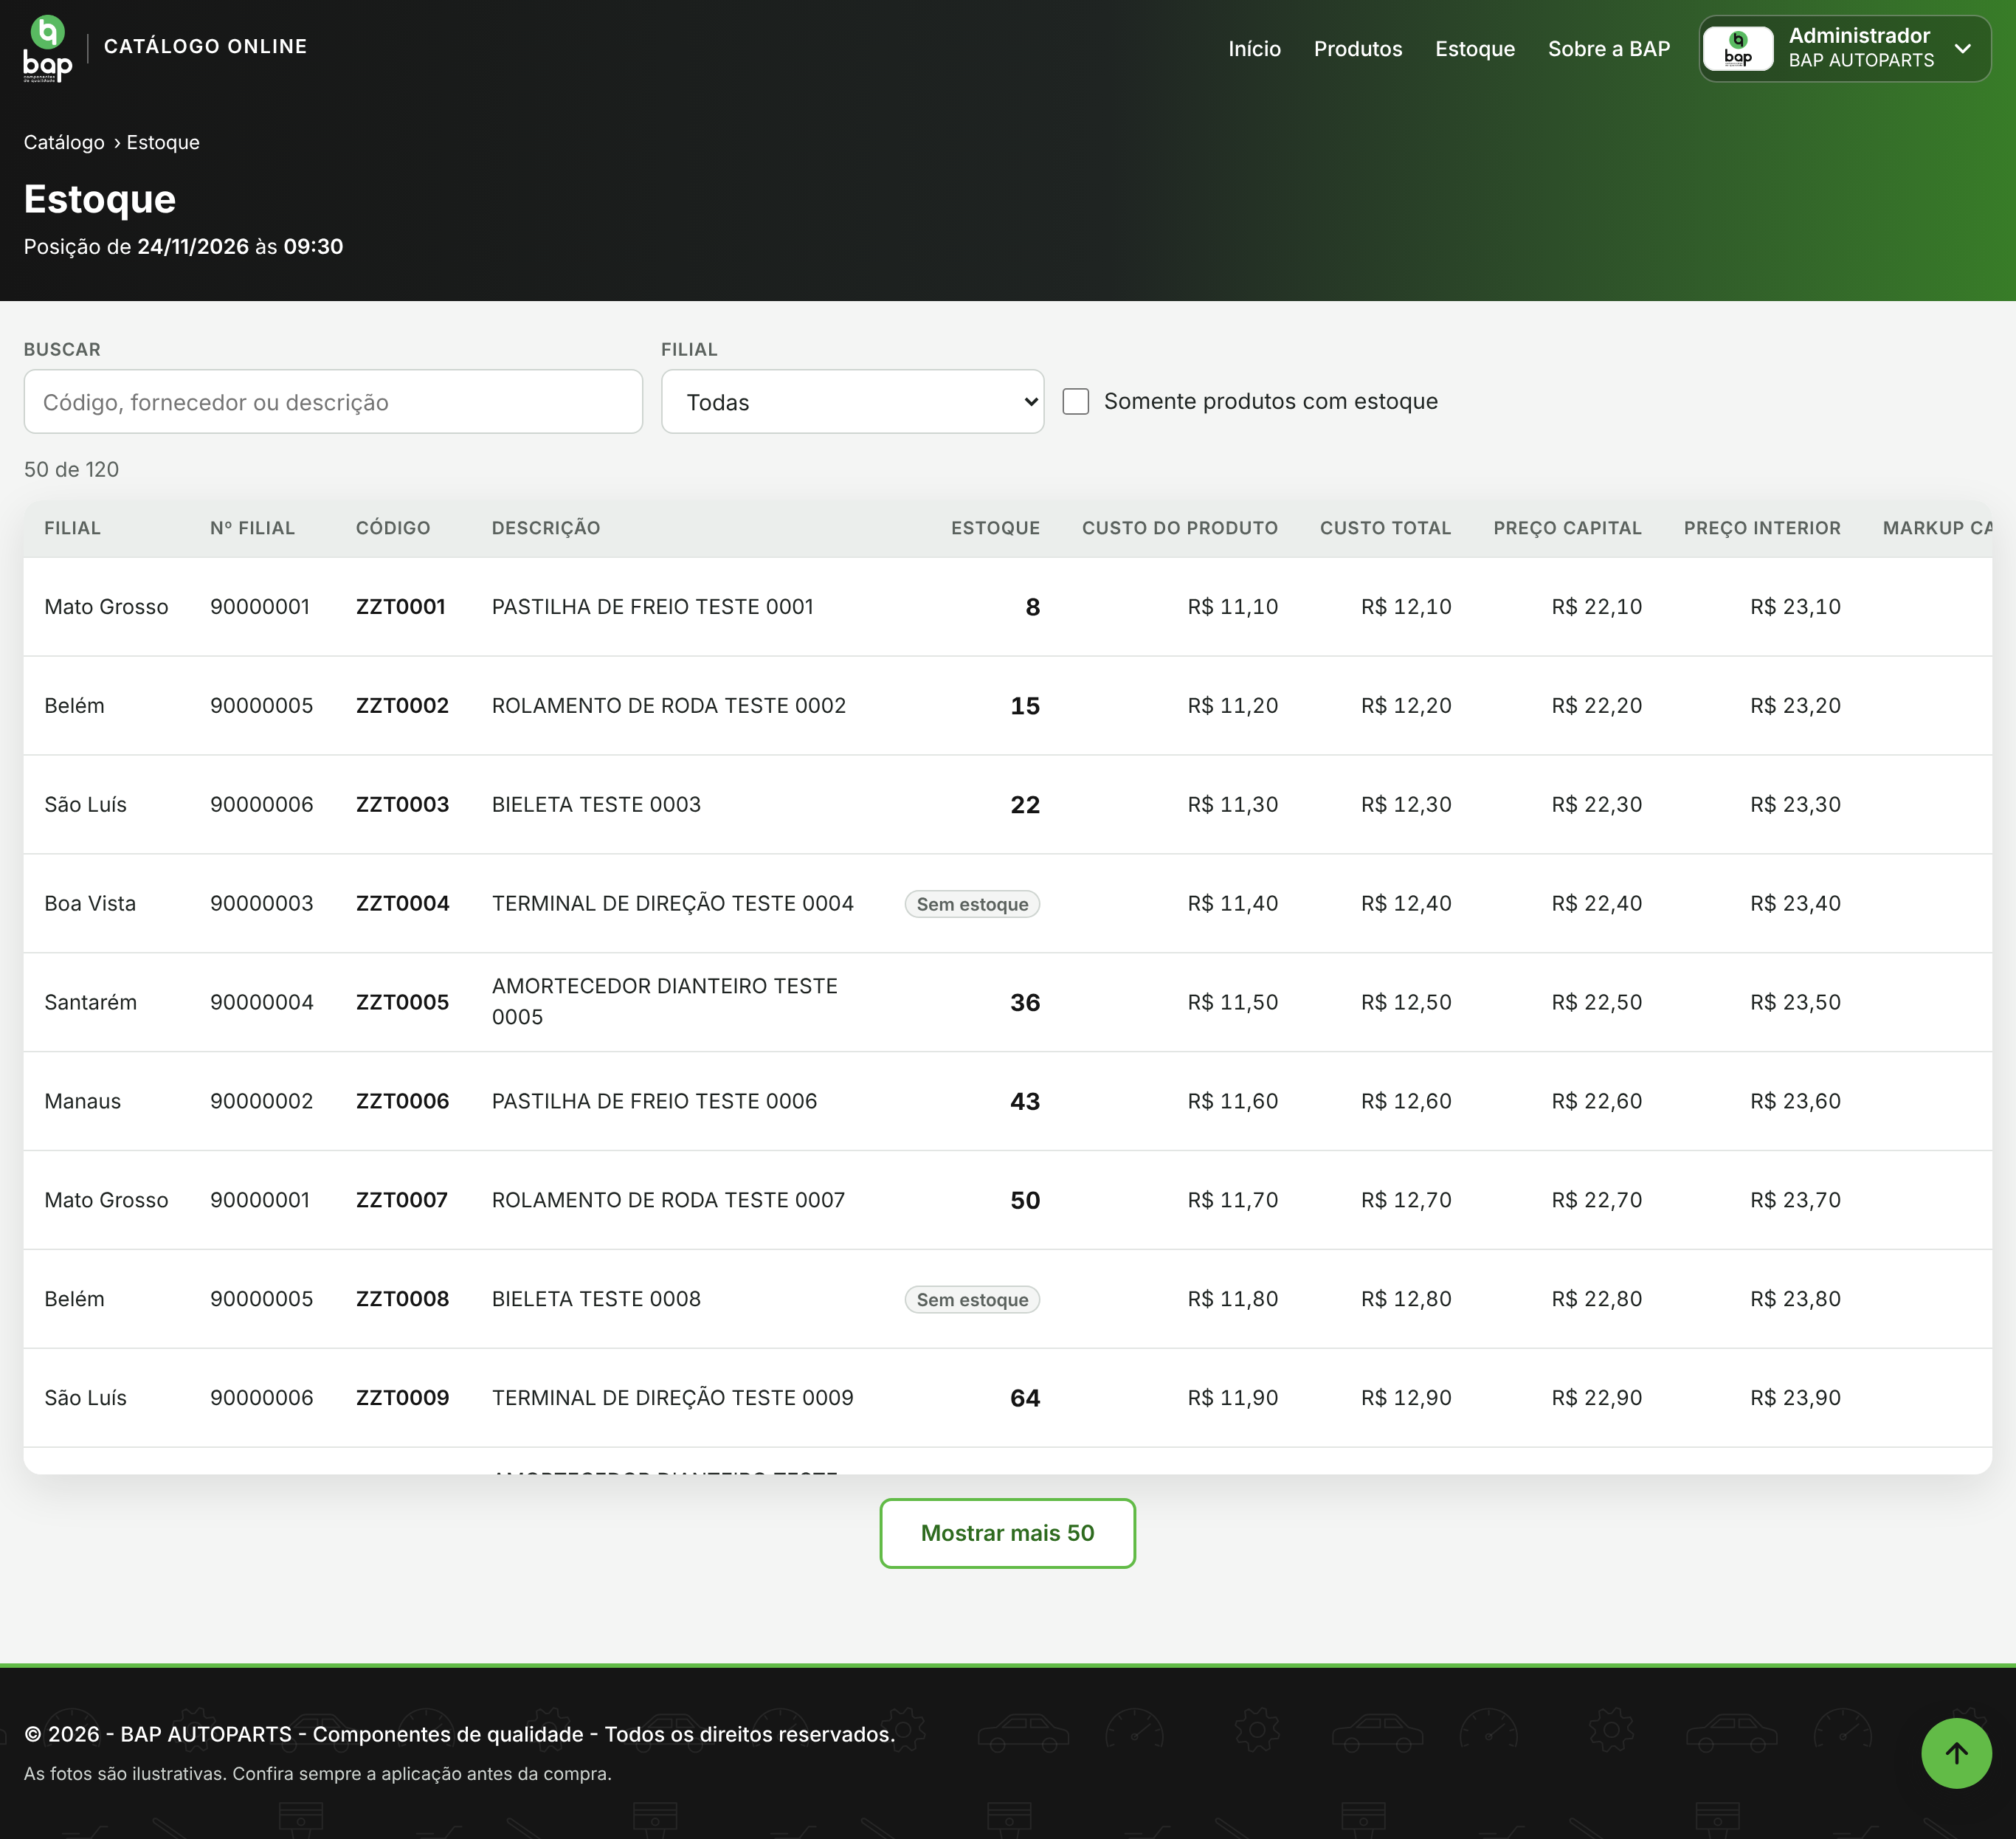 bap
componentes
de qualidade
CATÁLOGO ONLINE
Início
Produtos
Estoque
Sobre a BAP
bap
Administrador
BAP AUTOPARTS
Catálogo › Estoque
Estoque
Posição de 24/11/2026 às 09:30
BUSCAR
FILIAL
Código, fornecedor ou descrição
Todas
Somente produtos com estoque
50 de 120
FILIAL Nº FILIAL CÓDIGO DESCRIÇÃO ESTOQUE CUSTO DO PRODUTO CUSTO TOTAL PREÇO CAPITAL PREÇO INTERIOR MARKUP CA
Mato Grosso 90000001 ZZT0001 PASTILHA DE FREIO TESTE 0001 8 R$ 11,10 R$ 12,10 R$ 22,10 R$ 23,10
Belém 90000005 ZZT0002 ROLAMENTO DE RODA TESTE 0002 15 R$ 11,20 R$ 12,20 R$ 22,20 R$ 23,20
São Luís 90000006 ZZT0003 BIELETA TESTE 0003 22 R$ 11,30 R$ 12,30 R$ 22,30 R$ 23,30
Boa Vista 90000003 ZZT0004 TERMINAL DE DIREÇÃO TESTE 0004 Sem estoque R$ 11,40 R$ 12,40 R$ 22,40 R$ 23,40
Santarém 90000004 ZZT0005 AMORTECEDOR DIANTEIRO TESTE
0005 36 R$ 11,50 R$ 12,50 R$ 22,50 R$ 23,50
Manaus 90000002 ZZT0006 PASTILHA DE FREIO TESTE 0006 43 R$ 11,60 R$ 12,60 R$ 22,60 R$ 23,60
Mato Grosso 90000001 ZZT0007 ROLAMENTO DE RODA TESTE 0007 50 R$ 11,70 R$ 12,70 R$ 22,70 R$ 23,70
Belém 90000005 ZZT0008 BIELETA TESTE 0008 Sem estoque R$ 11,80 R$ 12,80 R$ 22,80 R$ 23,80
São Luís 90000006 ZZT0009 TERMINAL DE DIREÇÃO TESTE 0009 64 R$ 11,90 R$ 12,90 R$ 22,90 R$ 23,90
Mostrar mais 50
© 2026 - BAP AUTOPARTS - Componentes de qualidade - Todos os direitos reservados.
As fotos são ilustrativas. Confira sempre a aplicação antes da compra.